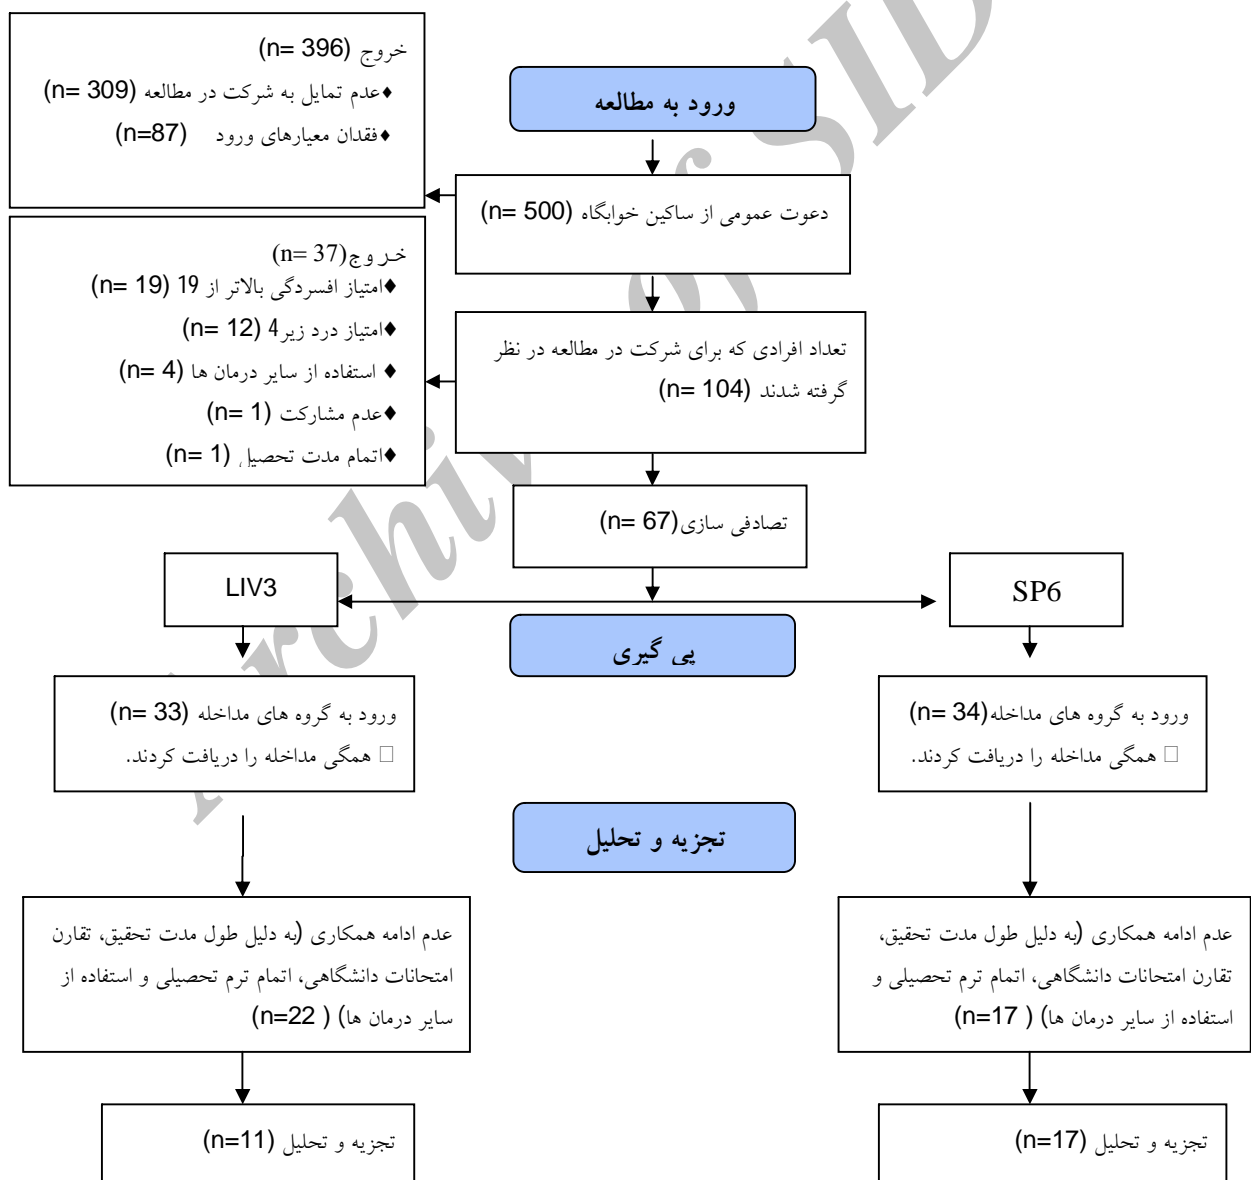 خروج (n= 396)
♦عدم تمایل به شرکت در مطالعه (n= 309)
♦فقدان معیارهای ورود (n=87)
ورود به مطالعه
دعوت عمومی از ساکین خوابگاه (n= 500)
خروج(n= 37)
♦امتیاز افسردگی بالاتر از 19 (n= 19)
♦امتیاز درد زیر4 (n= 12)
♦ استفاده از سایر درمان ها (n= 4)
♦عدم مشارکت (n= 1)
♦اتمام مدت تحصیل (n= 1)
تعداد افرادی که برای شرکت در مطالعه در نظر
گرفته شدند (n= 104)
تصادفی سازی(n= 67)
LIV3
SP6
پی گیری
ورود به گروه های مداخله (n= 33)
□ همگی مداخله را دریافت کردند.
ورود به گروه های مداخله(n= 34)
□ همگی مداخله را دریافت کردند.
تجزیه و تحلیل
عدم ادامه همکاری (به دلیل طول مدت تحقیق، تقارن
امتحانات دانشگاهی، اتمام ترم تحصیلی و استفاده از
سایر درمان ها) ( n=22)
عدم ادامه همکاری (به دلیل طول مدت تحقیق،
تقارن امتحانات دانشگاهی، اتمام ترم تحصیلی و
استفاده از سایر درمان ها) ( n=17)
تجزیه و تحلیل (n=11)
تجزیه و تحلیل (n=17)
Archive of SID